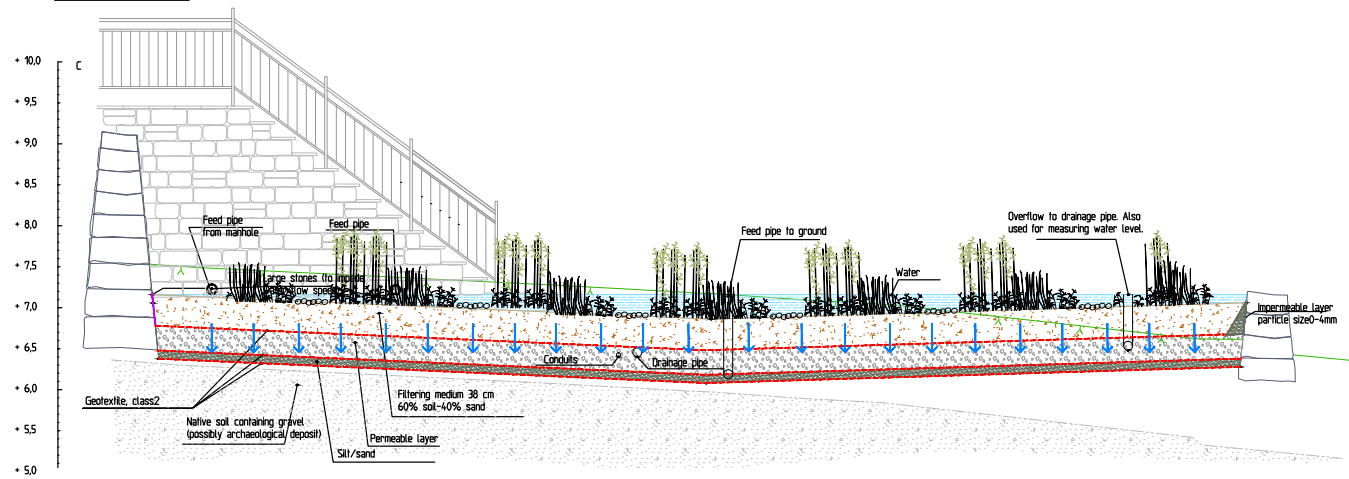 + 10,0
C
+ 9,5
+ 9,0
+ 8,5
+ 8,0
+ 7,5
+ 7,0
+ 6,5
+ 6,0
+ 5,5
+ 5,0
Feed pipe
from manhole
Feed pipe
Large stones (to impede
flow
Feed pipe to ground
Water
Overflow to drainage pipe. Also
used for measuring water level.
Impermeable layer
particle size0-4mm
Conduits
Drainage pipe
Geotextile, class2
Filtering medium 38 cm
60% soil-40% sand
Native soil containing gravel
(possibly archaeological deposit)
Permeable layer
Silt/sand